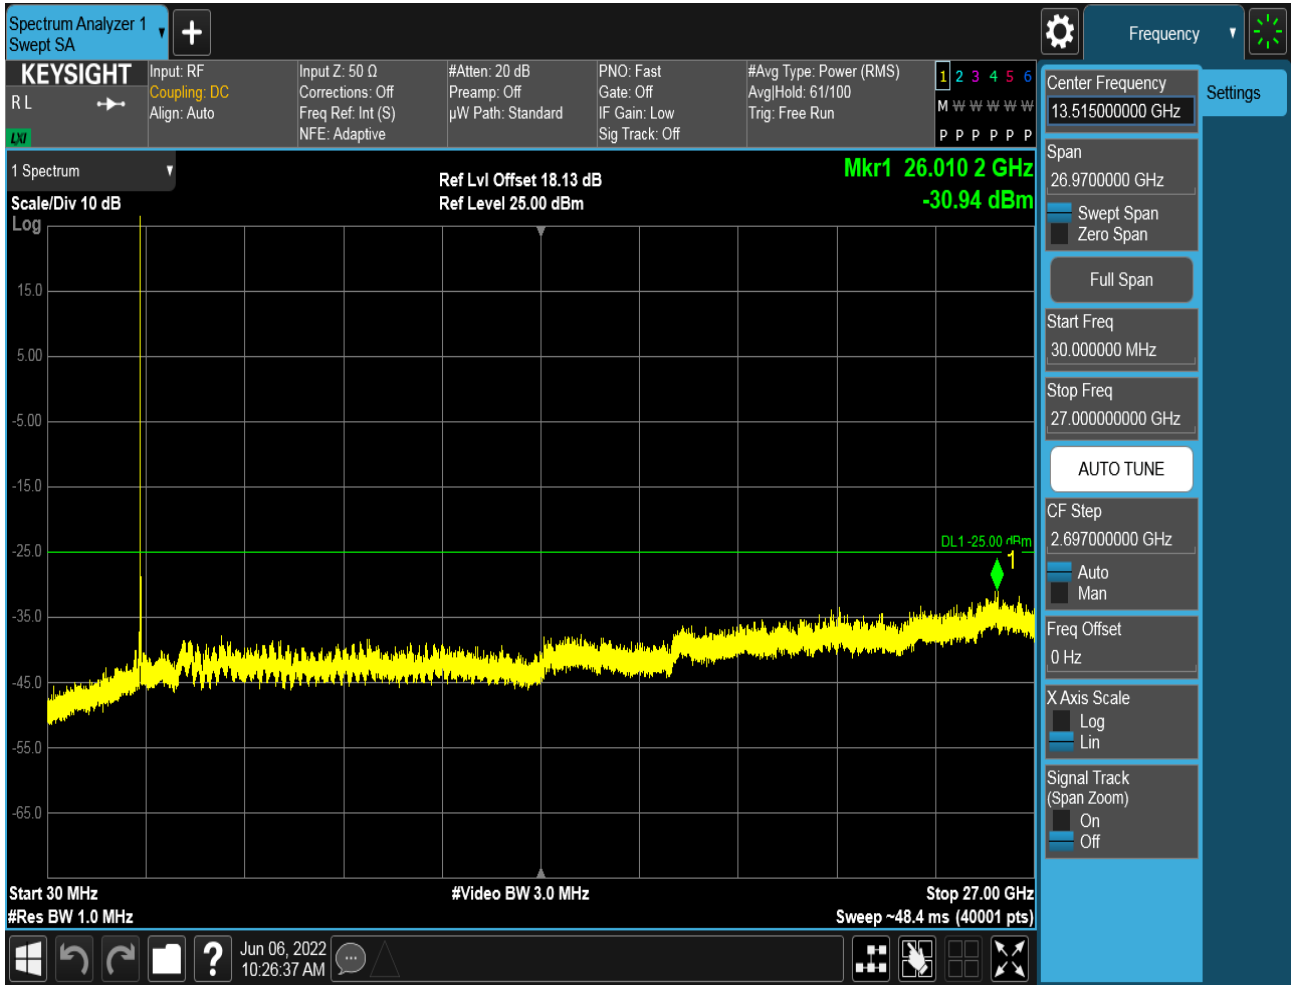 Spectrum Analyzer 1
Swept SA
Frequency
KEYSIGHT
R L
LXI
Input: RF
Coupling: DC
Align: Auto
Input Z: 50 Ω
Corrections: Off
Freq Ref: Int (S)
NFE: Adaptive
#Atten: 20 dB
Preamp: Off
µW Path: Standard
PNO: Fast
Gate: Off
IF Gain: Low
Sig Track: Off
#Avg Type: Power (RMS)
Avg|Hold: 61/100
Trig: Free Run
1 2 3 4 5 6
M W W W W W
P P P P P P
1 Spectrum
Scale/Div 10 dB
Log
Ref Lvl Offset 18.13 dB
Ref Level 25.00 dBm
Mkr1 26.010 2 GHz
-30.94 dBm
15.0
5.00
-5.00
-15.0
-25.0
-35.0
-45.0
-55.0
-65.0
DL1 -25.00 dBm
1
Start 30 MHz
#Res BW 1.0 MHz
#Video BW 3.0 MHz
Stop 27.00 GHz
Sweep ~48.4 ms (40001 pts)
Jun 06, 2022
10:26:37 AM
Settings
Center Frequency
13.515000000 GHz
Span
26.9700000 GHz
Swept Span
Zero Span
Full Span
Start Freq
30.000000 MHz
Stop Freq
27.000000000 GHz
AUTO TUNE
CF Step
2.697000000 GHz
Auto
Man
Freq Offset
0 Hz
X Axis Scale
Log
Lin
Signal Track
(Span Zoom)
On
Off